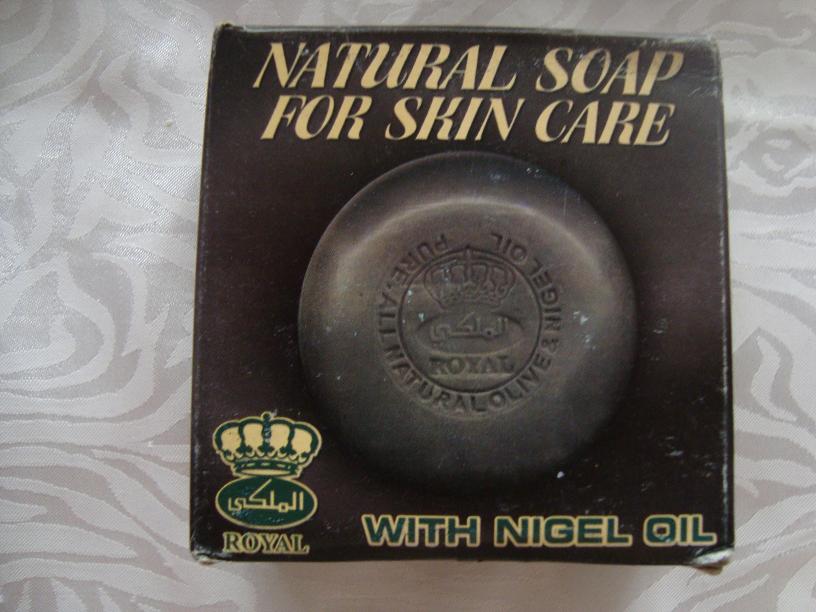 NATURAL SOAP
FOR SKIN CARE
PURE, ALL NATURAL OLIVE & NIGEL OIL
الملكي
ROYAL
الملكي
ROYAL
WITH NIGEL OIL